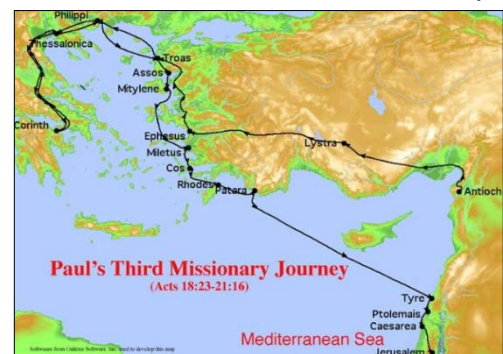 Philippi
Thessalonica
Troas
Assos
Mitylene
Corinth
Ephesus
Miletus
Lystra
Cos
Rhodes
Patara
Antioch
Paul's Third Missionary Journey
(Acts 18:23-21:16)
Tyre
Ptolemais
Caesarea
Mediterranean Sea
Jerusalem